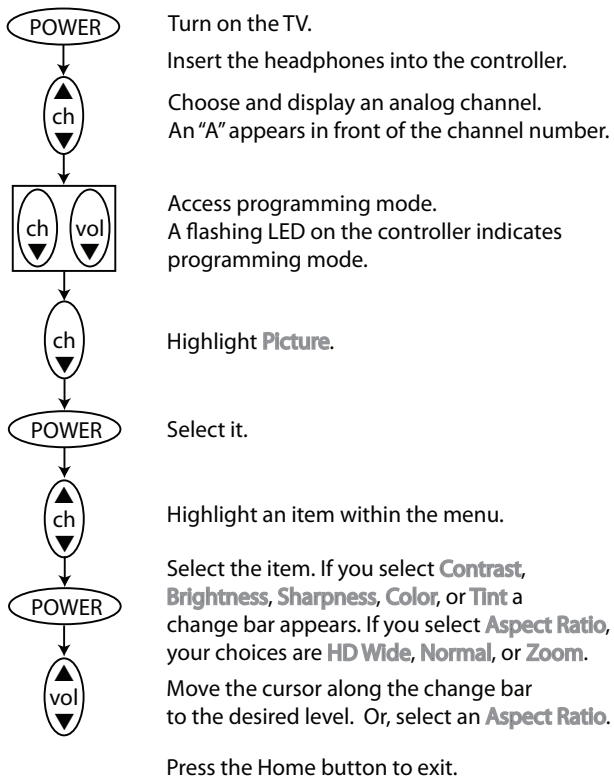 POWER
Turn on the TV.
Insert the headphones into the controller.
ch
Choose and display an analog channel.
An “A” appears in front of the channel number.
ch vol
Access programming mode.
A flashing LED on the controller indicates
programming mode.
ch
Highlight Picture.
POWER
Select it.
ch
Highlight an item within the menu.
POWER
Select the item. If you select Contrast,
Brightness, Sharpness, Color, or Tint a
change bar appears. If you select Aspect Ratio,
your choices are HD Wide, Normal, or Zoom.
vol
Move the cursor along the change bar
to the desired level. Or, select an Aspect Ratio.
Press the Home button to exit.